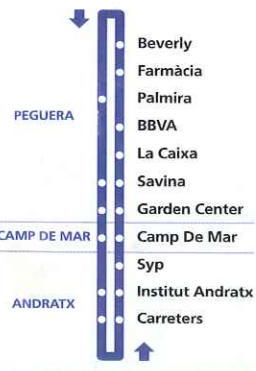 Beverly
Farmàcia
Palmira
PEGUERA
BBVA
La Caixa
Savina
Garden Center
CAMP DE MAR
Camp De Mar
Syp
Institut Andratx
ANDRATX
Carreters